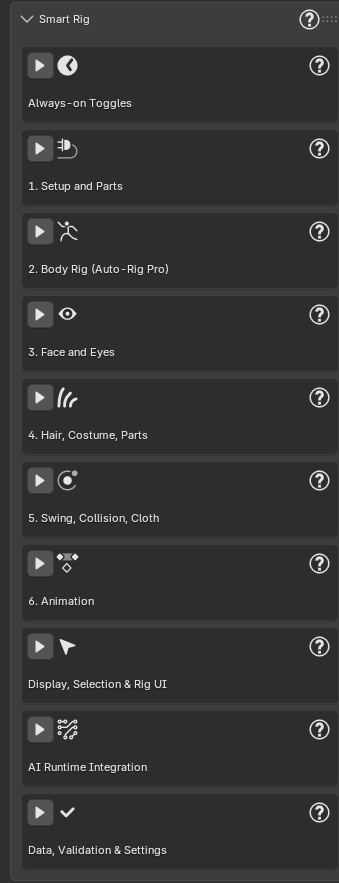 Smart Rig
Always-on Toggles
1. Setup and Parts
2. Body Rig (Auto-Rig Pro)
3. Face and Eyes
4. Hair, Costume, Parts
5. Swing, Collision, Cloth
6. Animation
Display, Selection & Rig UI
AI Runtime Integration
Data, Validation & Settings